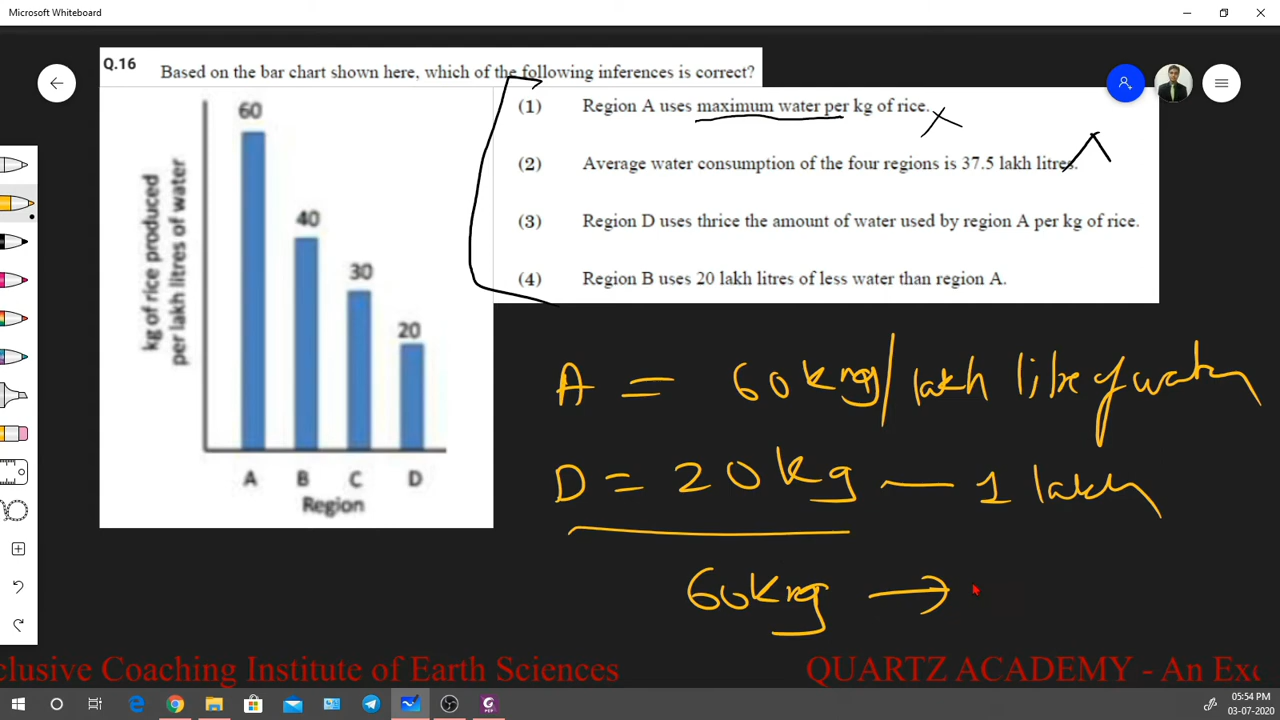 Microsoft Whiteboard
Q.16 Based on the bar chart shown here, which of the following inferences is correct?
(1) Region A uses maximum water per kg of rice.
(2) Average water consumption of the four regions is 37.5 lakh litres.
(3) Region D uses thrice the amount of water used by region A per kg of rice.
(4) Region B uses 20 lakh litres of less water than region A.
kg of rice produced
per lakh litres of water
60
40
30
20
A B C D
Region
A = 60 kg/lakh litre of water
D = 20 kg — 1 lakh
60 kg →
clusive Coaching Institute of Earth Sciences QUARTZ ACADEMY - An Exc
05:54 PM
03-07-2020